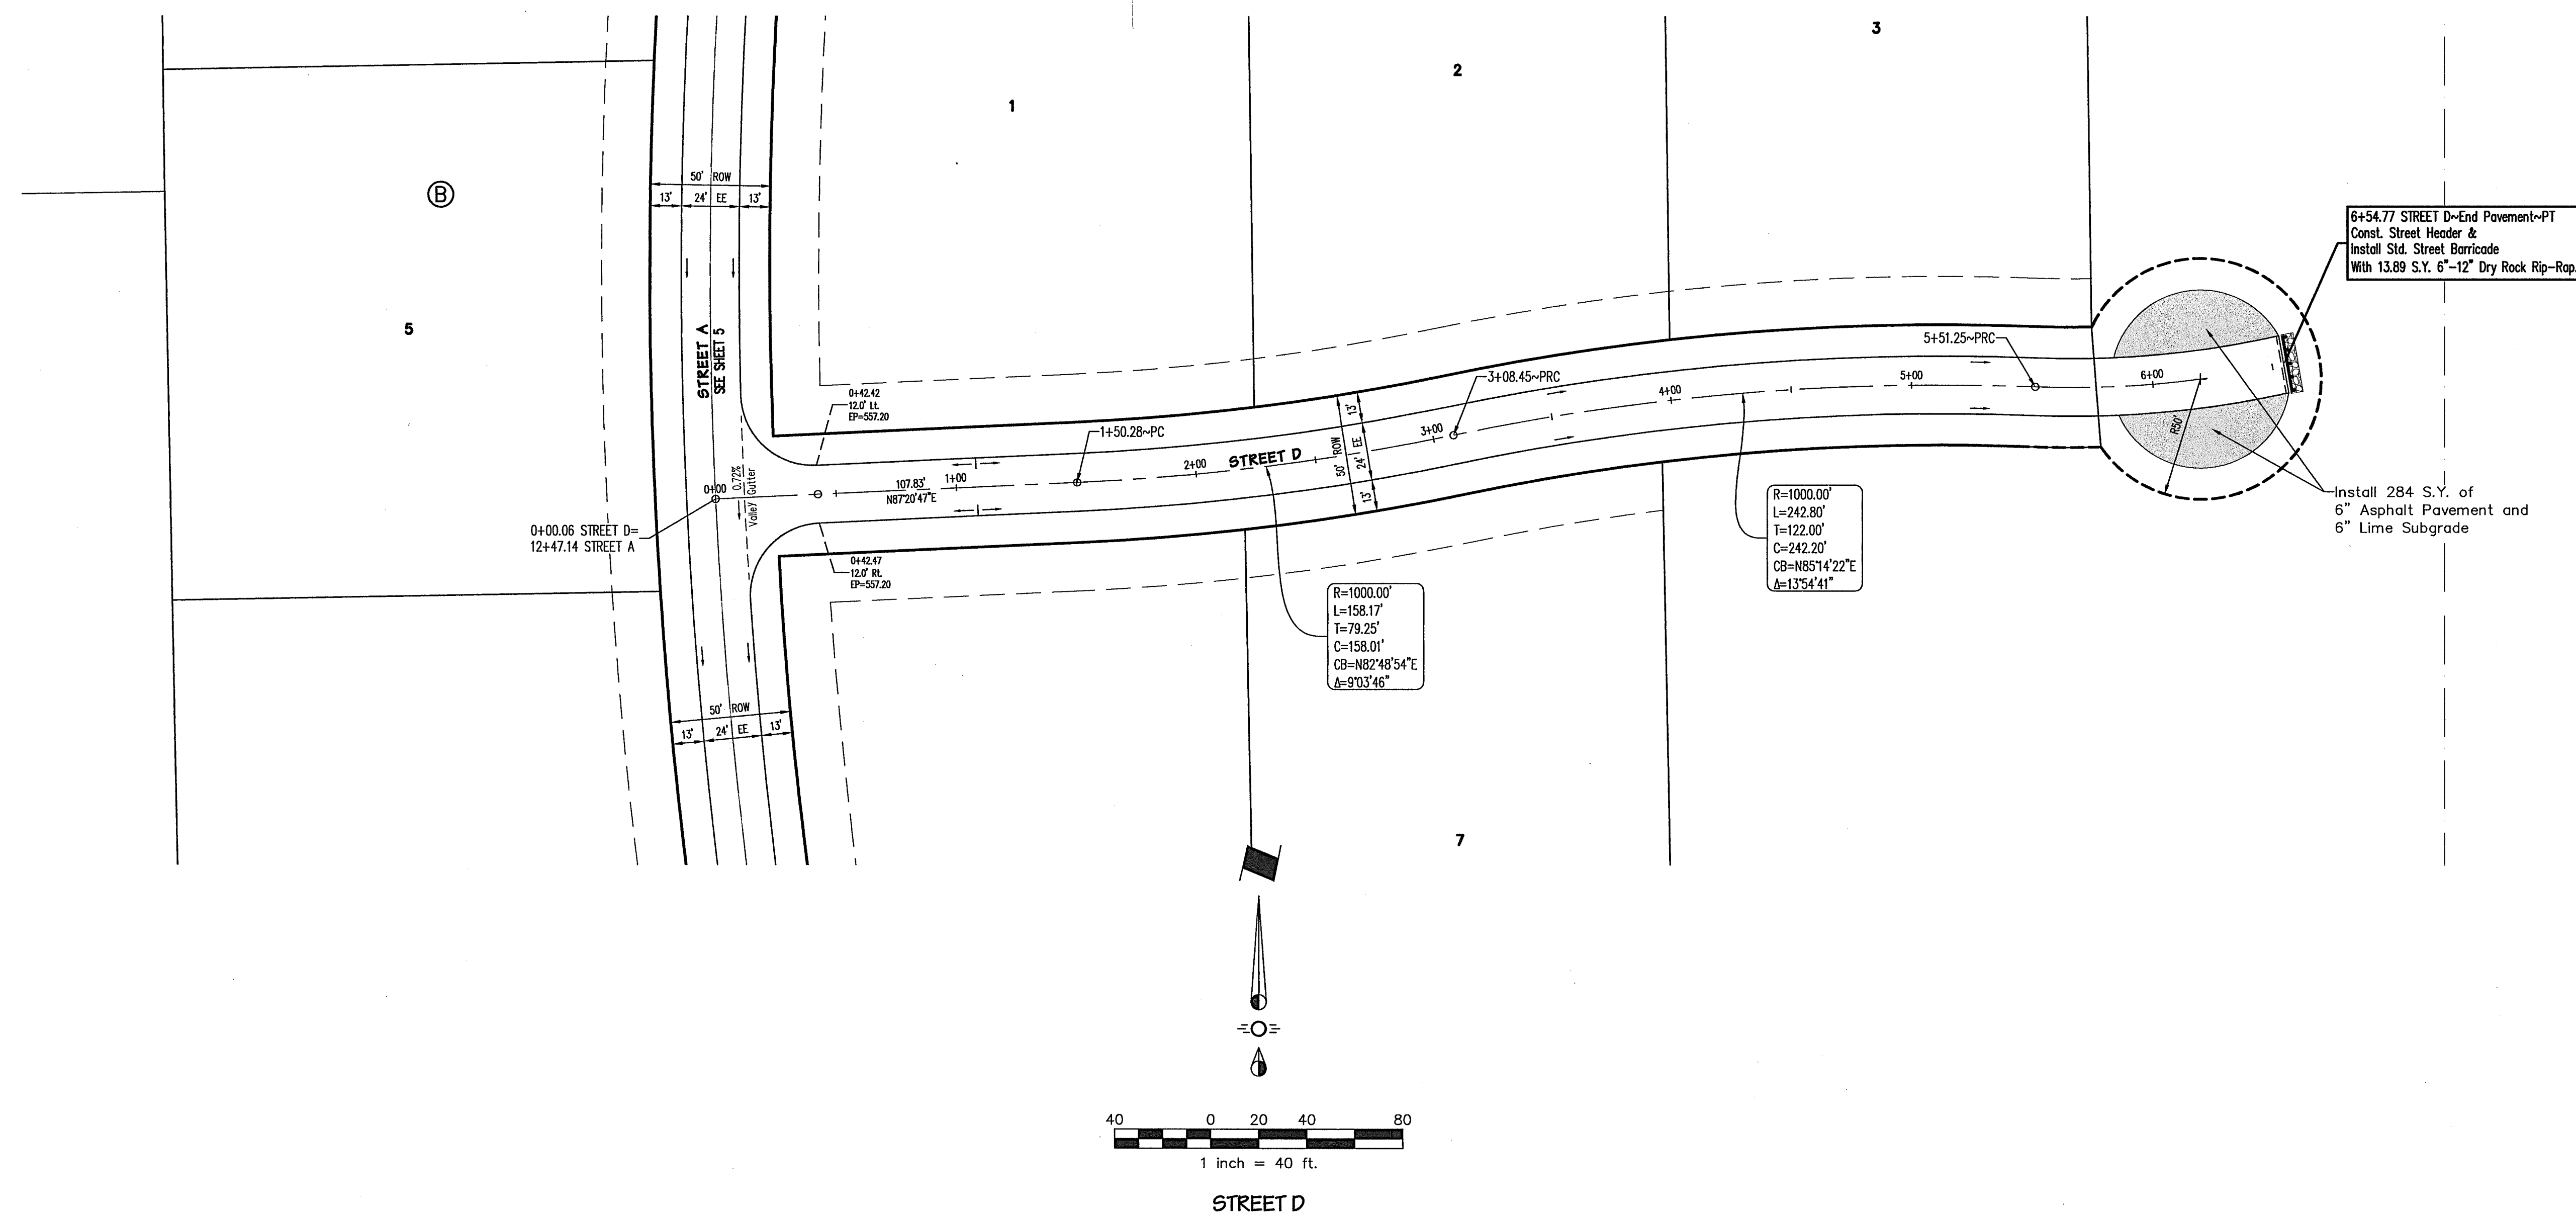 3
2
1
50' ROW
13' 24' EE 13'
B
5
STREET A
SEE SHEET 5
6+54.77 STREET D~End Pavement~PT
Const. Street Header &
Install Std. Street Barricade
With 13.89 S.Y. 6"-12" Dry Rock Rip-Rap.
5+51.25~PRC
3+08.45~PRC
1+50.28~PC
0+42.42
12.0' Lt.
EP=557.20
0+00
1+00
2+00
3+00
4+00
5+00
6+00
R50'
STREET D
50' ROW
13' 24' EE 13'
107.83'
N87°20'47"E
0.72%
Valley Gutter
0+00.06 STREET D=
12+47.14 STREET A
0+42.47
12.0' Rt.
EP=557.20
Install 284 S.Y. of
6" Asphalt Pavement and
6" Lime Subgrade
R=1000.00'
L=242.80'
T=122.00'
C=242.20'
CB=N85°14'22"E
Δ=13°54'41"
R=1000.00'
L=158.17'
T=79.25'
C=158.01'
CB=N82°48'54"E
Δ=9°03'46"
50' ROW
13' 24' EE 13'
7
40 0 20 40 80
1 inch = 40 ft.
STREET D